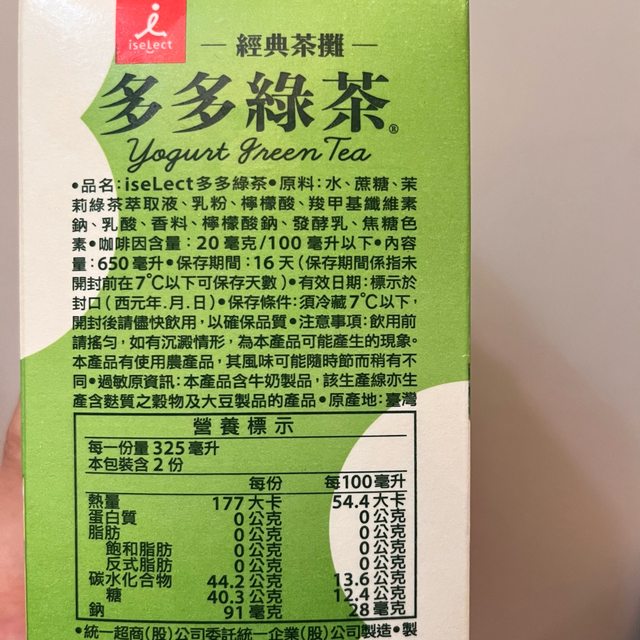 iseLect
經典茶攤
多多綠茶®
Yogurt Green Tea
•品名:iseLect多多綠茶•原料:水、蔗糖、茉
莉綠茶萃取液、乳粉、檸檬酸、羧甲基纖維素
鈉、乳酸、香料、檸檬酸鈉、發酵乳、焦糖色
素•咖啡因含量:20毫克/100毫升以下•內容
量:650毫升•保存期間:16天(保存期間係指未
開封前在7℃以下可保存天數)•有效日期:標示於
封口(西元年.月.日)•保存條件:須冷藏7℃以下,
開封後請儘快飲用,以確保品質•注意事項:飲用前
請搖勻,如有沉澱情形,為本產品可能產生的現象。
本產品有使用農產品,其風味可能隨時節而稍有不
同•過敏原資訊:本產品含牛奶製品,該生產線亦生
產含麩質之穀物及大豆製品的產品•原產地:臺灣
營養標示
每一份量325毫升
本包裝含2份
每份 每100毫升
熱量 177大卡 54.4大卡
蛋白質 0公克 0公克
脂肪 0公克 0公克
飽和脂肪 0公克 0公克
反式脂肪 0公克 0公克
碳水化合物 44.2公克 13.6公克
糖 40.3公克 12.4公克
鈉 91毫克 28毫克
•統一超商(股)公司委託統一企業(股)公司製造•製